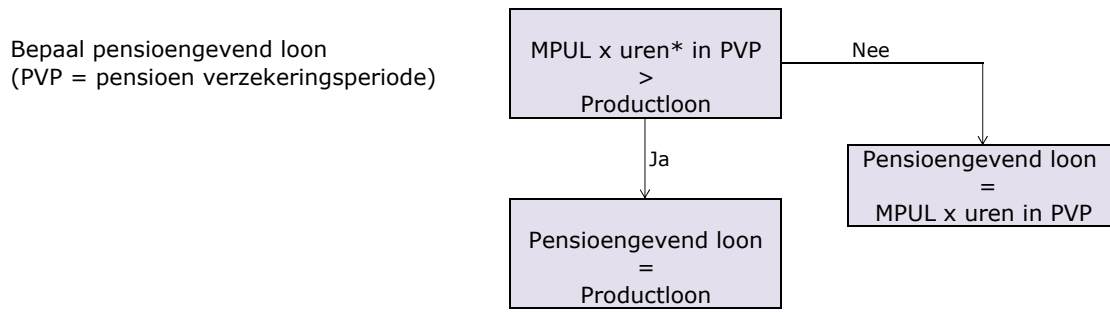 Bepaal pensioengevend loon
(PVP = pensioen verzekeringsperiode)
MPUL x uren* in PVP
>
Productloon
Nee
Ja
Pensioengevend loon
=
MPUL x uren in PVP
Pensioengevend loon
=
Productloon